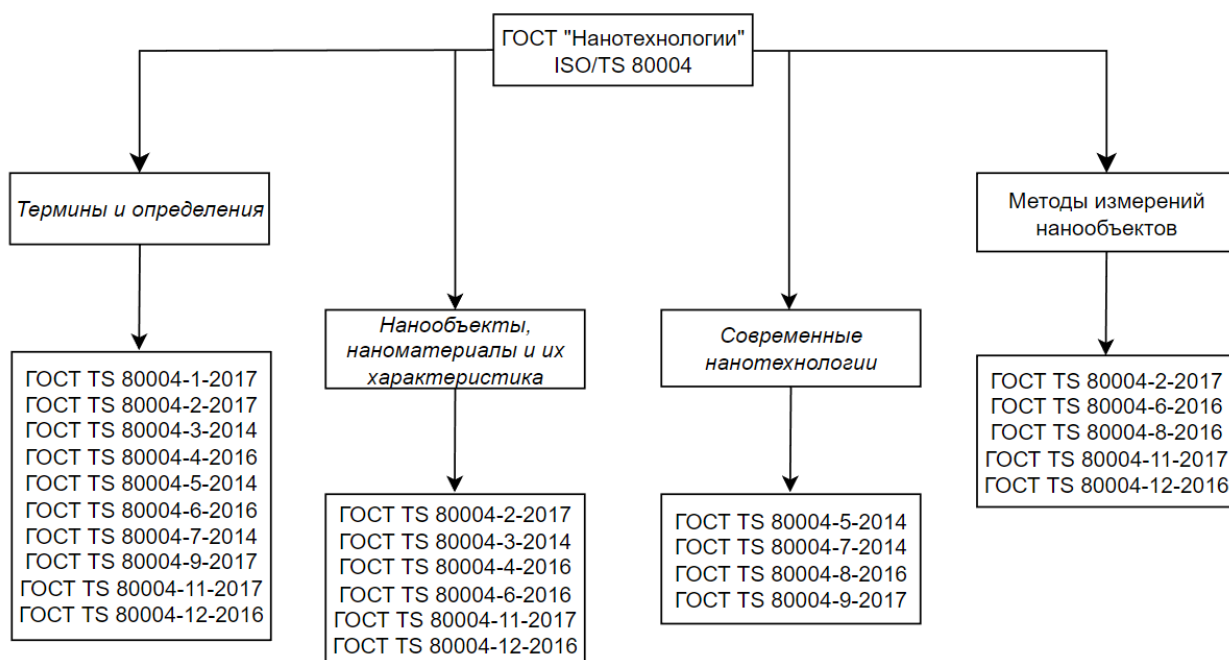 ГОСТ "Нанотехнологии"
ISO/TS 80004
Термины и определения
ГОСТ TS 80004-1-2017
ГОСТ TS 80004-2-2017
ГОСТ TS 80004-3-2014
ГОСТ TS 80004-4-2016
ГОСТ TS 80004-5-2014
ГОСТ TS 80004-6-2016
ГОСТ TS 80004-7-2014
ГОСТ TS 80004-9-2017
ГОСТ TS 80004-11-2017
ГОСТ TS 80004-12-2016
Нанообъекты,
наноматериалы и их
характеристика
ГОСТ TS 80004-2-2017
ГОСТ TS 80004-3-2014
ГОСТ TS 80004-4-2016
ГОСТ TS 80004-6-2016
ГОСТ TS 80004-11-2017
ГОСТ TS 80004-12-2016
Современные
нанотехнологии
ГОСТ TS 80004-5-2014
ГОСТ TS 80004-7-2014
ГОСТ TS 80004-8-2016
ГОСТ TS 80004-9-2017
Методы измерений
нанообъектов
ГОСТ TS 80004-2-2017
ГОСТ TS 80004-6-2016
ГОСТ TS 80004-8-2016
ГОСТ TS 80004-11-2017
ГОСТ TS 80004-12-2016